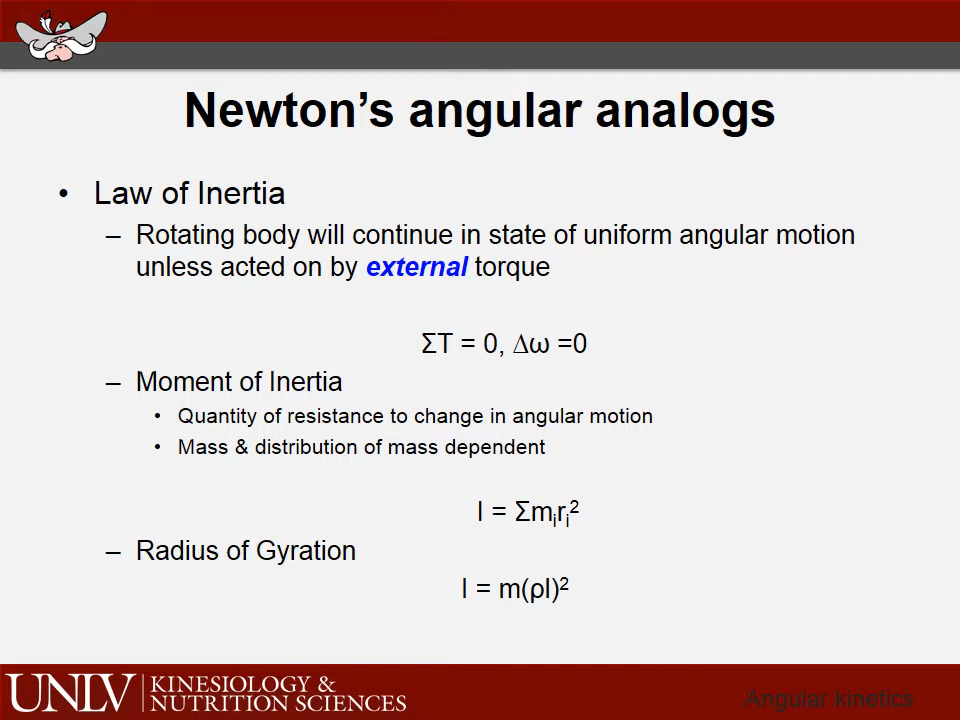 Newton’s angular analogs
• Law of Inertia
– Rotating body will continue in state of uniform angular motion
unless acted on by external torque
ΣT = 0, ∆ω =0
– Moment of Inertia
• Quantity of resistance to change in angular motion
• Mass & distribution of mass dependent
I = Σmᵢrᵢ²
– Radius of Gyration
I = m(ρl)²
UNLV KINESIOLOGY &
NUTRITION SCIENCES
Angular kinetics